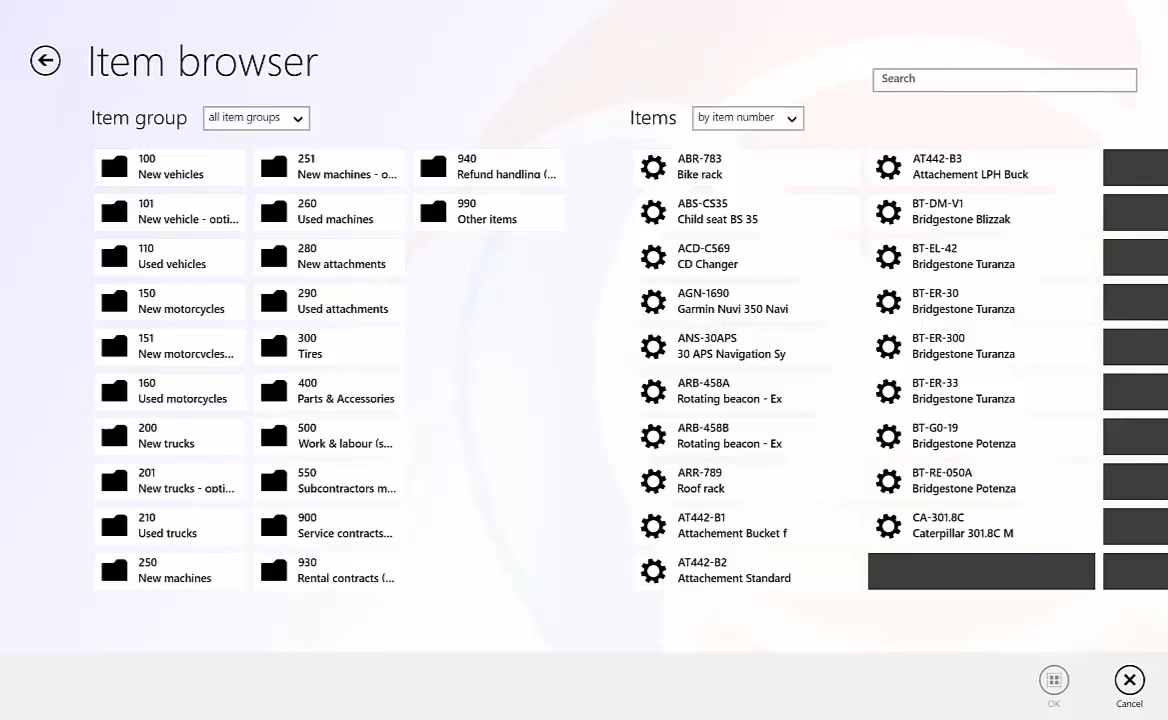 Item browser
Search
Item group
all item groups
Items
by item number
100
New vehicles
101
New vehicle - opti...
110
Used vehicles
150
New motorcycles
151
New motorcycles...
160
Used motorcycles
200
New trucks
201
New trucks - opti...
210
Used trucks
250
New machines
251
New machines - o...
260
Used machines
280
New attachments
290
Used attachments
300
Tires
400
Parts & Accessories
500
Work & labour (s...
550
Subcontractors m...
900
Service contracts...
930
Rental contracts (...
940
Refund handling (...
990
Other items
ABR-783
Bike rack
ABS-CS35
Child seat BS 35
ACD-C569
CD Changer
AGN-1690
Garmin Nuvi 350 Navi
ANS-30APS
30 APS Navigation Sy
ARB-458A
Rotating beacon - Ex
ARB-458B
Rotating beacon - Ex
ARR-789
Roof rack
AT442-B1
Attachement Bucket f
AT442-B2
Attachement Standard
AT442-B3
Attachement LPH Buck
BT-DM-V1
Bridgestone Blizzak
BT-EL-42
Bridgestone Turanza
BT-ER-30
Bridgestone Turanza
BT-ER-300
Bridgestone Turanza
BT-ER-33
Bridgestone Turanza
BT-G0-19
Bridgestone Potenza
BT-RE-050A
Bridgestone Potenza
CA-301.8C
Caterpillar 301.8C M
OK
Cancel